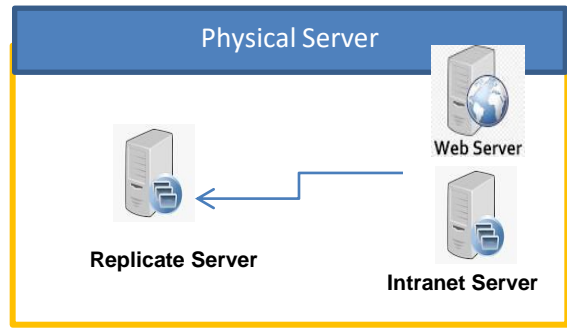 Physical Server
Web Server
Replicate Server
Intranet Server